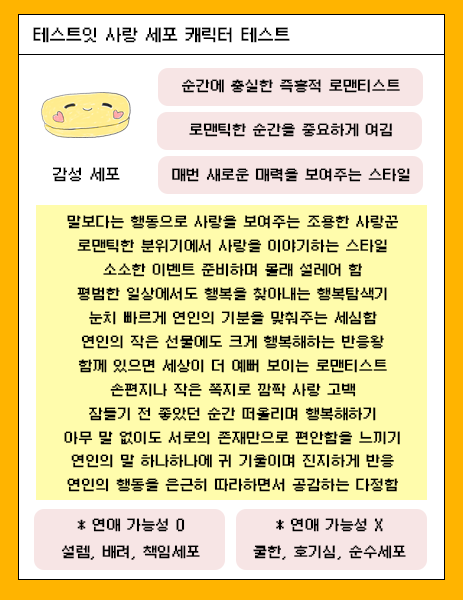 테스트잇 사랑 세포 캐릭터 테스트
순간에 충실한 즉흥적 로맨티스트
로맨틱한 순간을 중요하게 여김
감성 세포
매번 새로운 매력을 보여주는 스타일
말보다는 행동으로 사랑을 보여주는 조용한 사랑꾼
로맨틱한 분위기에서 사랑을 이야기하는 스타일
소소한 이벤트 준비하며 몰래 설레어 함
평범한 일상에서도 행복을 찾아내는 행복탐색기
눈치 빠르게 연인의 기분을 맞춰주는 세심함
연인의 작은 선물에도 크게 행복해하는 반응왕
함께 있으면 세상이 더 예뻐 보이는 로맨티스트
손편지나 작은 쪽지로 깜짝 사랑 고백
잠들기 전 좋았던 순간 떠올리며 행복해하기
아무 말 없이도 서로의 존재만으로 편안함을 느끼기
연인의 말 하나하나에 귀 기울이며 진지하게 반응
연인의 행동을 은근히 따라하면서 공감하는 다정함
* 연애 가능성 O
설렘, 배려, 책임세포
* 연애 가능성 X
쿨한, 호기심, 순수세포